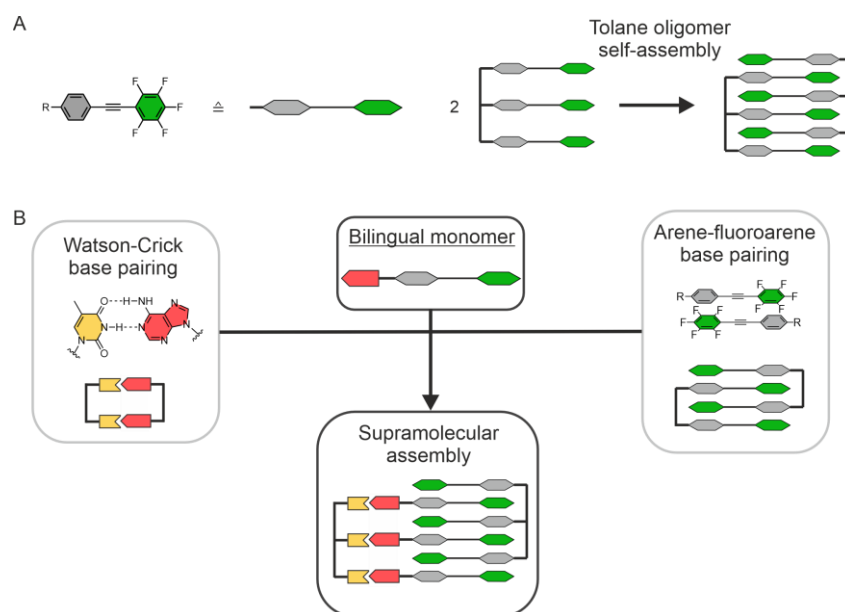 A
Tolane oligomer
self-assembly
F
F
R
F
≙
2
F
F
B
Watson-Crick
base pairing
O
H
NH
N
N
N
H
N
N
N
O
Bilingual monomer
Arene-fluoroarene
base pairing
F
F
R
F
F
F
F
F
F
R
F
F
Supramolecular
assembly